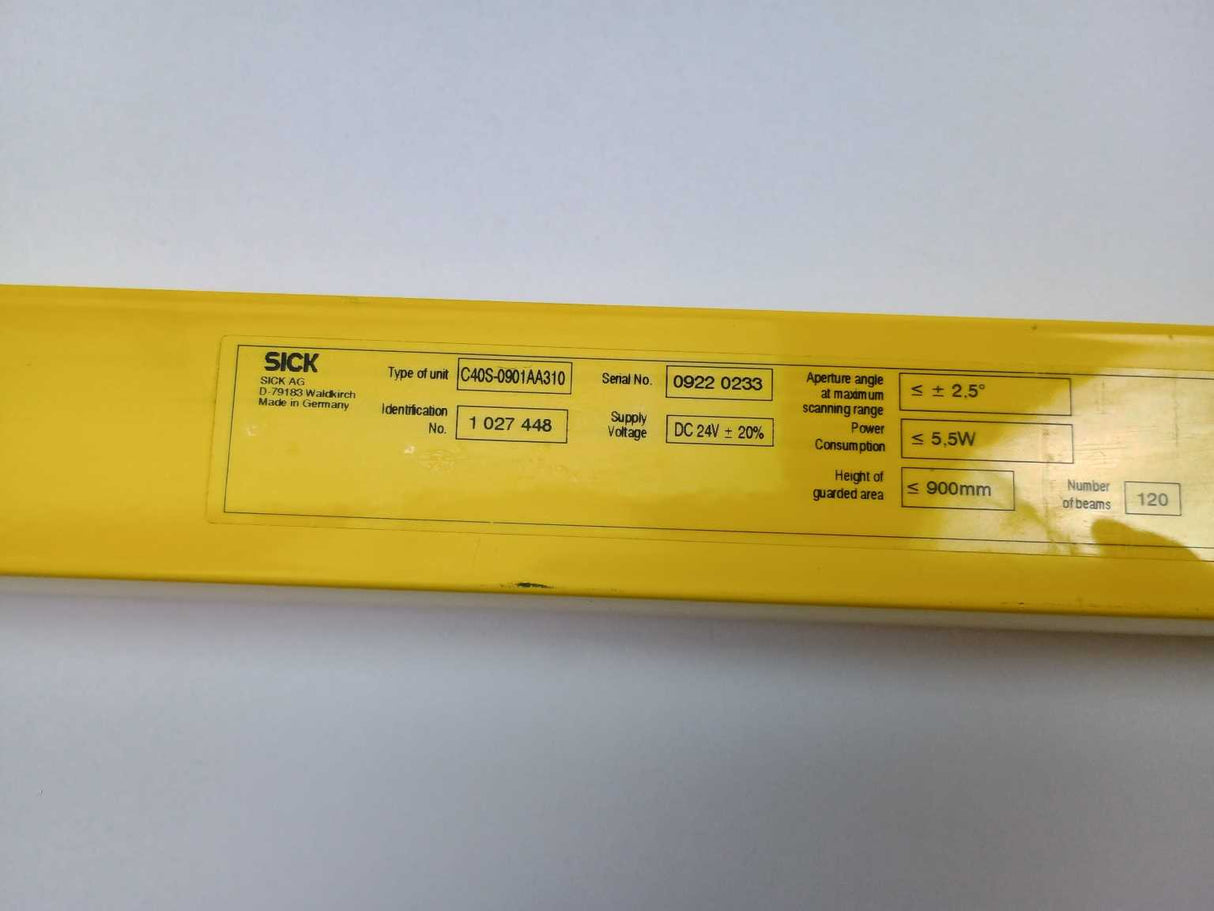 SICK
SICK AG
D-79183 Waldkirch
Made in Germany
Type of unit C40S-0901AA310
Identification
No. 1 027 448
Serial No. 0922 0233
Supply
Voltage DC 24V ± 20%
Aperture angle
at maximum
scanning range ≤ ± 2,5°
Power
Consumption ≤ 5,5W
Height of
guarded area ≤ 900mm
Number
of beams 120